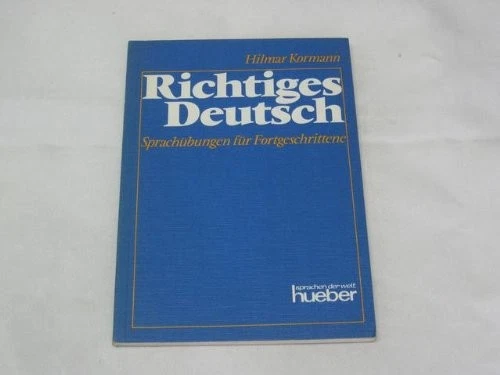 Hilmar Kormann
Richtiges
Deutsch
Sprachübungen für Fortgeschrittene
sprachen der welt
hueber